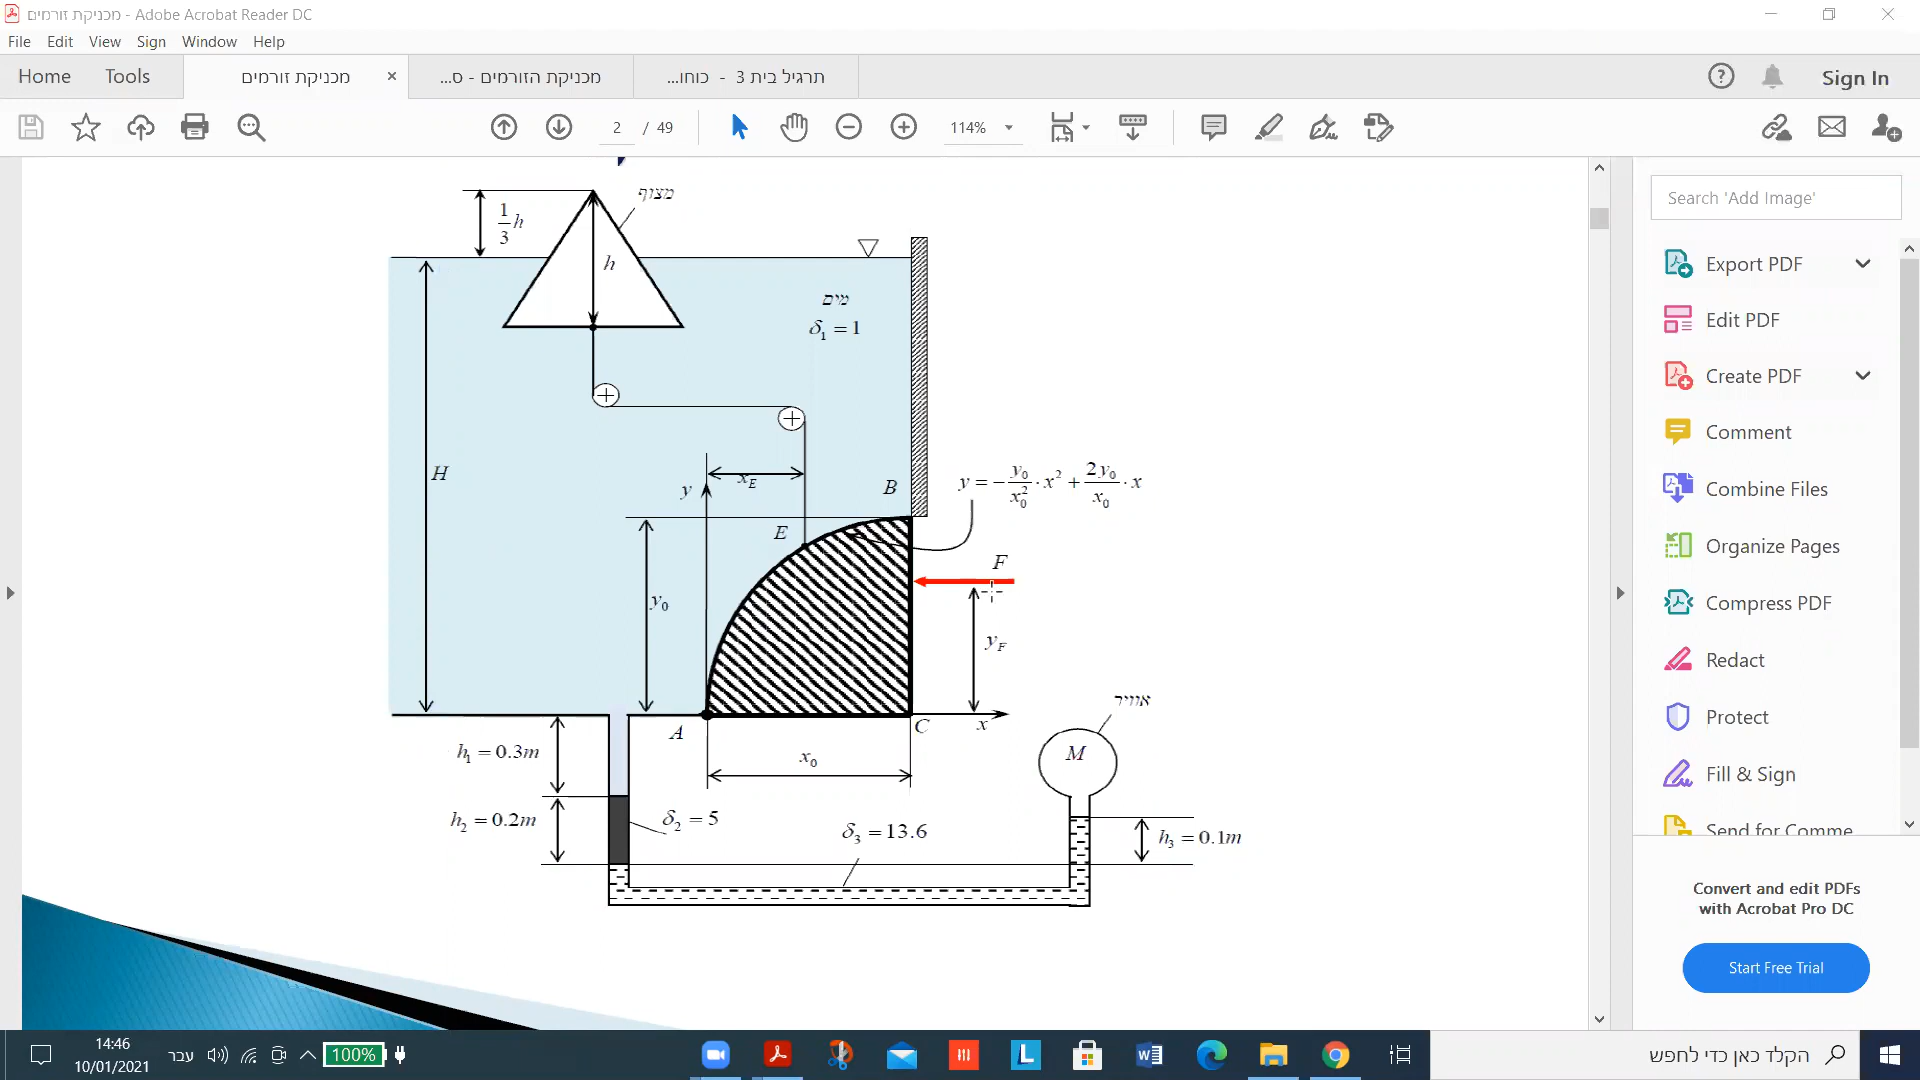 מכניקת זורמים - Adobe Acrobat Reader DC
File Edit View Sign Window Help
Home Tools
מכניקת זורמים ×
מכניקת הזורמים - ס...
תרגיל בית 3 - כוחו...
Sign In
2 / 49
114%
1/3 h
מצוף
h
מים
δ₁ = 1
H
x_E
y
B
y = -y₀/x₀² · x² + 2y₀/x₀ · x
E
F
y₀
y_F
A
C
x
x₀
h₁ = 0.3m
h₂ = 0.2m
δ₂ = 5
δ₃ = 13.6
אוויר
M
h₃ = 0.1m
Search 'Add Image'
Export PDF
Edit PDF
Create PDF
Comment
Combine Files
Organize Pages
Compress PDF
Redact
Protect
Fill & Sign
Send for Comme
Convert and edit PDFs
with Acrobat Pro DC
Start Free Trial
14:46
10/01/2021
עבר
100%
הקלד כאן כדי לחפש